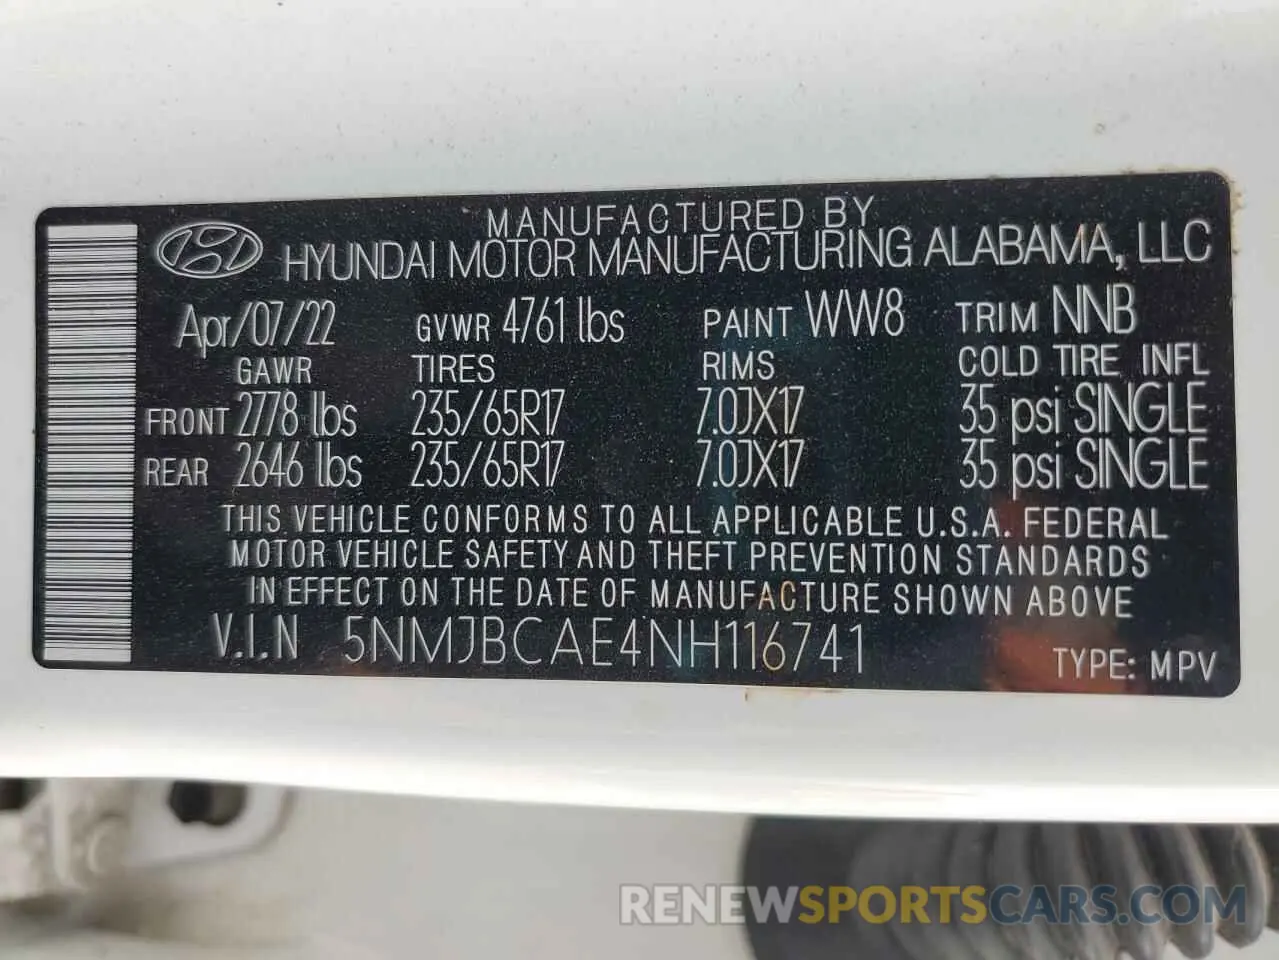 MANUFACTURED BY
HYUNDAI MOTOR MANUFACTURING ALABAMA, LLC
Apr/07/22 GVWR 4761 lbs PAINT WW8 TRIM NNB
GAWR TIRES RIMS COLD TIRE INFL
FRONT 2778 lbs 235/65R17 7.0JX17 35 psi SINGLE
REAR 2646 lbs 235/65R17 7.0JX17 35 psi SINGLE
THIS VEHICLE CONFORMS TO ALL APPLICABLE U.S.A. FEDERAL
MOTOR VEHICLE SAFETY AND THEFT PREVENTION STANDARDS
IN EFFECT ON THE DATE OF MANUFACTURE SHOWN ABOVE
V.I.N 5NMJBCAE4NH116741 TYPE: MPV
RENEWSPORTSCARS.COM